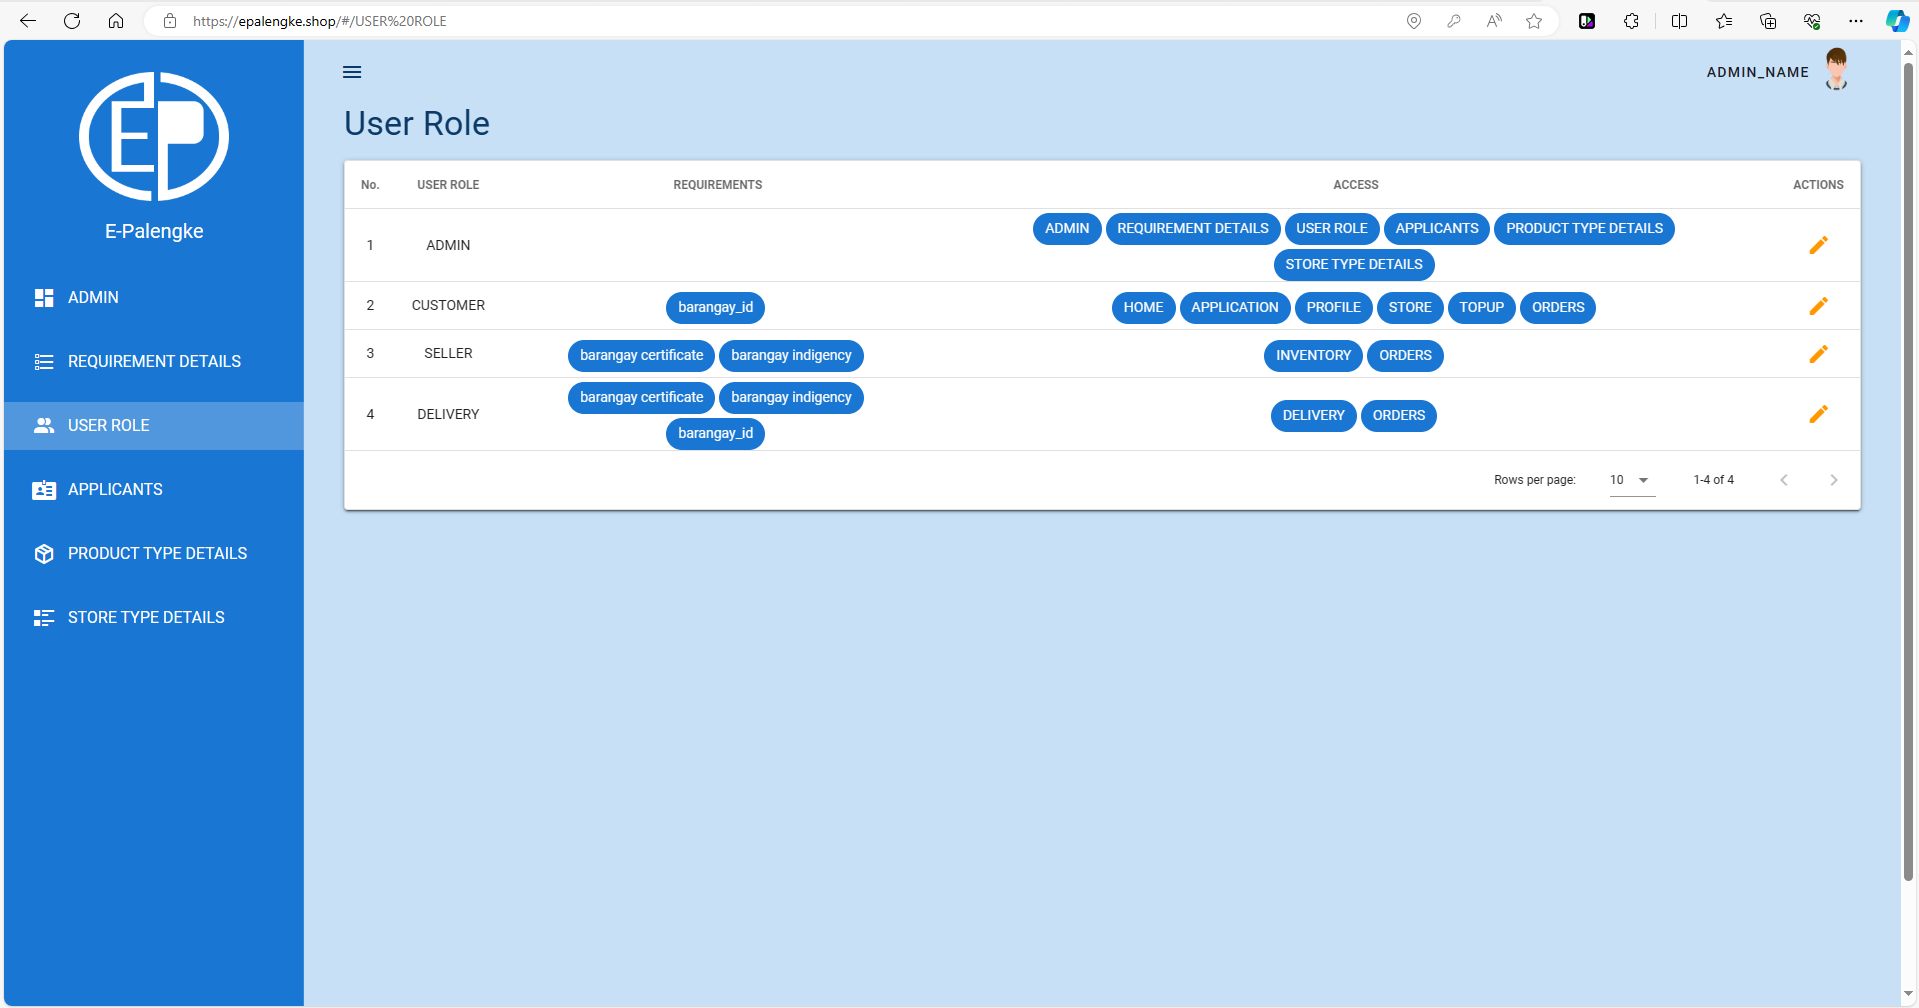 https://epalengke.shop/#/USER%20ROLE
EP
E-Palengke
ADMIN
REQUIREMENT DETAILS
USER ROLE
APPLICANTS
PRODUCT TYPE DETAILS
STORE TYPE DETAILS
ADMIN_NAME
User Role
No. USER ROLE REQUIREMENTS ACCESS ACTIONS
1 ADMIN ADMIN REQUIREMENT DETAILS USER ROLE APPLICANTS PRODUCT TYPE DETAILS
STORE TYPE DETAILS
2 CUSTOMER barangay_id HOME APPLICATION PROFILE STORE TOPUP ORDERS
3 SELLER barangay certificate barangay indigency INVENTORY ORDERS
4 DELIVERY barangay certificate barangay indigency DELIVERY ORDERS
barangay_id
Rows per page: 10 1-4 of 4